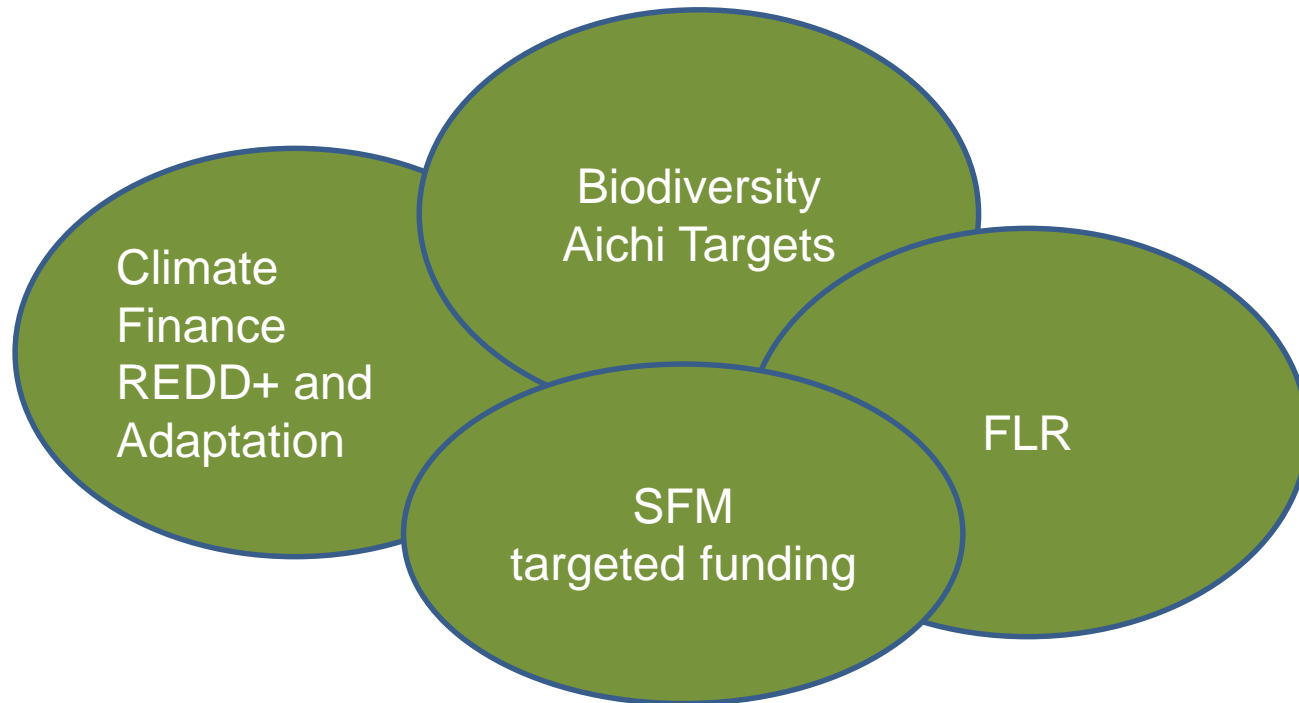 Biodiversity
Aichi Targets
Climate
Finance
REDD+ and
Adaptation
FLR
SFM
targeted funding